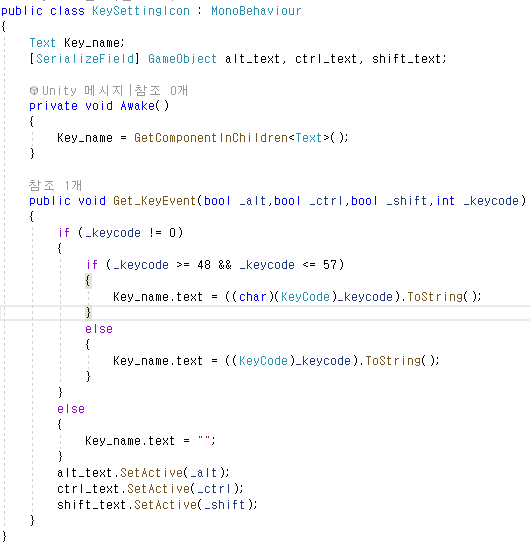 public class KeySettingIcon : MonoBehaviour
{
Text Key_name;
[SerializeField] GameObject alt_text, ctrl_text, shift_text;
Unity 메시지|참조 0개
private void Awake()
{
Key_name = GetComponentInChildren<Text>();
}
참조 1개
public void Get_KeyEvent(bool _alt,bool _ctrl,bool _shift,int _keycode)
{
if (_keycode != 0)
{
if (_keycode >= 48 && _keycode <= 57)
{
Key_name.text = ((char)(KeyCode)_keycode).ToString();
}
else
{
Key_name.text = ((KeyCode)_keycode).ToString();
}
}
else
{
Key_name.text = "";
}
alt_text.SetActive(_alt);
ctrl_text.SetActive(_ctrl);
shift_text.SetActive(_shift);
}
}